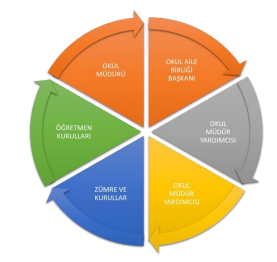 OKUL
MÜDÜRÜ
OKUL AİLE
BİRLİĞİ
BAŞKANI
OKUL
MÜDÜR
YARDIMCISI
OKUL
MÜDÜR
YARDIMCISI
ZÜMRE VE
KURULLAR
ÖĞRETMEN
KURULLARI